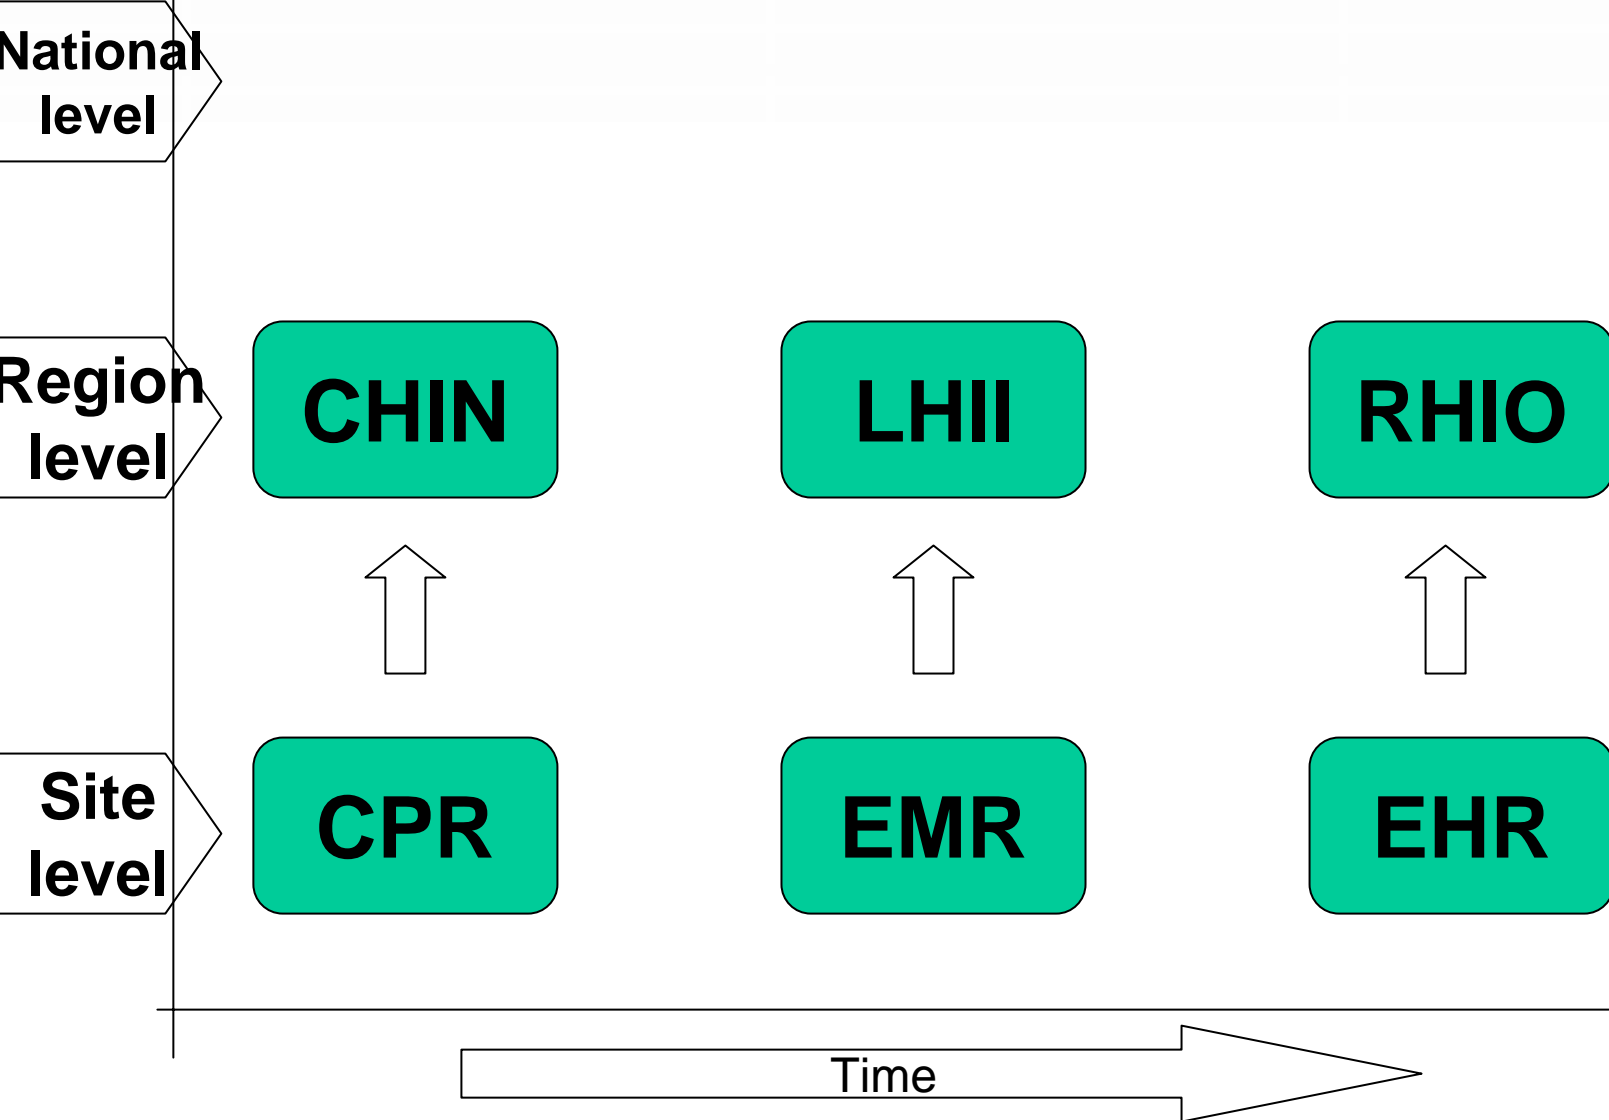 National
level
Region
level
CHIN
LHII
RHIO
Site
level
CPR
EMR
EHR
Time